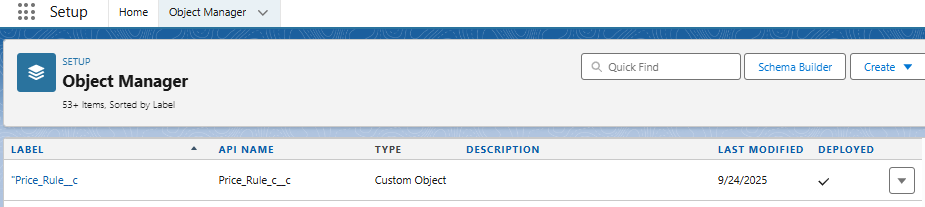 Setup
Home
Object Manager
SETUP
Object Manager
53+ Items, Sorted by Label
Quick Find
Schema Builder
Create
LABEL API NAME TYPE DESCRIPTION LAST MODIFIED DEPLOYED
"Price_Rule__c Price_Rule_c__c Custom Object 9/24/2025